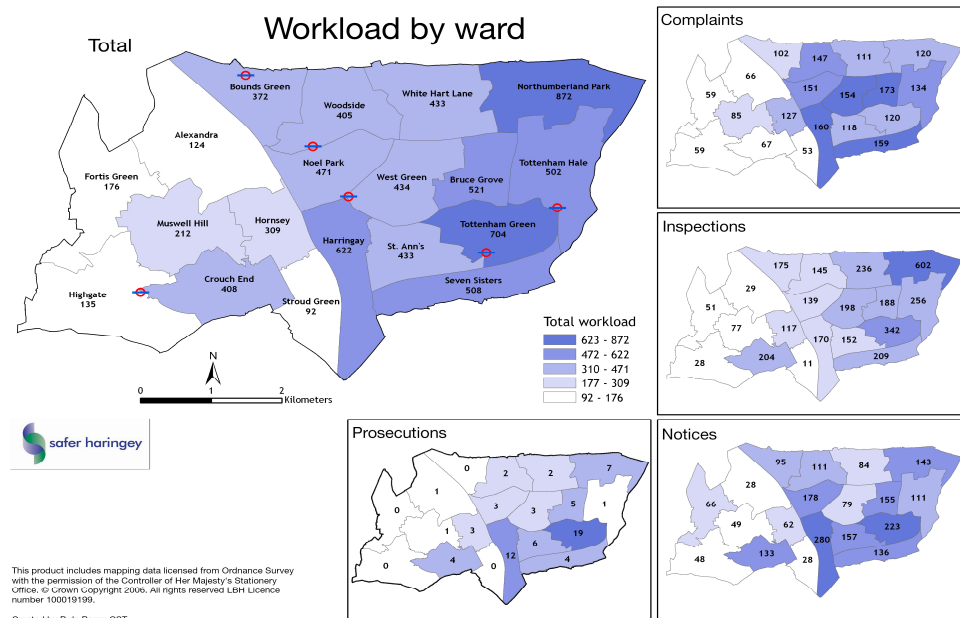 Workload by ward
Total
Bounds Green
372
Woodside
405
White Hart Lane
433
Northumberland Park
872
Alexandra
124
Noel Park
471
West Green
434
Bruce Grove
521
Tottenham Hale
502
Fortis Green
176
Muswell Hill
212
Hornsey
309
Harringay
622
St. Ann's
433
Tottenham Green
704
Crouch End
408
Seven Sisters
508
Highgate
135
Stroud Green
92
N
0 1 2
Kilometers
Total workload
623 - 872
472 - 622
310 - 471
177 - 309
92 - 176
safer haringey
This product includes mapping data licensed from Ordnance Survey
with the permission of the Controller of Her Majesty's Stationery
Office. © Crown Copyright 2006. All rights reserved LBH Licence
number 100019199.
Complaints
102
147
111
120
66
59
151
154
173
134
85
127
160
118
120
59
67
53
159
Inspections
175
145
236
602
29
51
139
198
188
256
77
117
170
152
342
28
204
11
209
Prosecutions
0
2
2
7
1
0
3
3
5
1
1
3
12
6
19
0
4
0
4
Notices
95
111
84
143
28
66
178
79
155
111
49
62
280
157
223
48
133
28
136